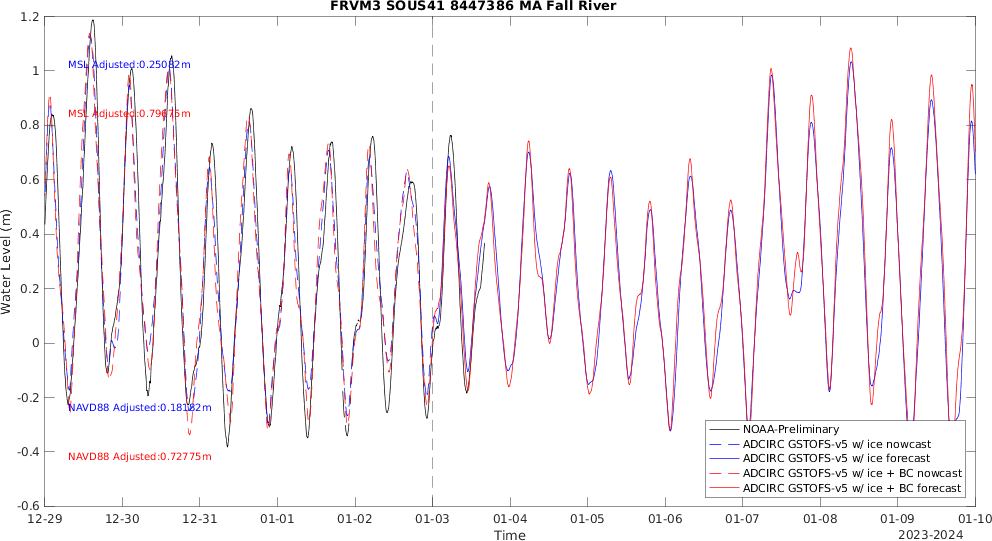 FRVM3 SOUS41 8447386 MA Fall River
1.2
1
0.8
0.6
0.4
0.2
0
-0.2
-0.4
-0.6
Water Level (m)
MSL Adjusted:0.25082m
MSL Adjusted:0.79675m
NAVD88 Adjusted:0.18182m
NAVD88 Adjusted:0.72775m
NOAA-Preliminary
ADCIRC GSTOFS-v5 w/ ice nowcast
ADCIRC GSTOFS-v5 w/ ice forecast
ADCIRC GSTOFS-v5 w/ ice + BC nowcast
ADCIRC GSTOFS-v5 w/ ice + BC forecast
12-29 12-30 12-31 01-01 01-02 01-03 01-04 01-05 01-06 01-07 01-08 01-09 01-10
Time
2023-2024